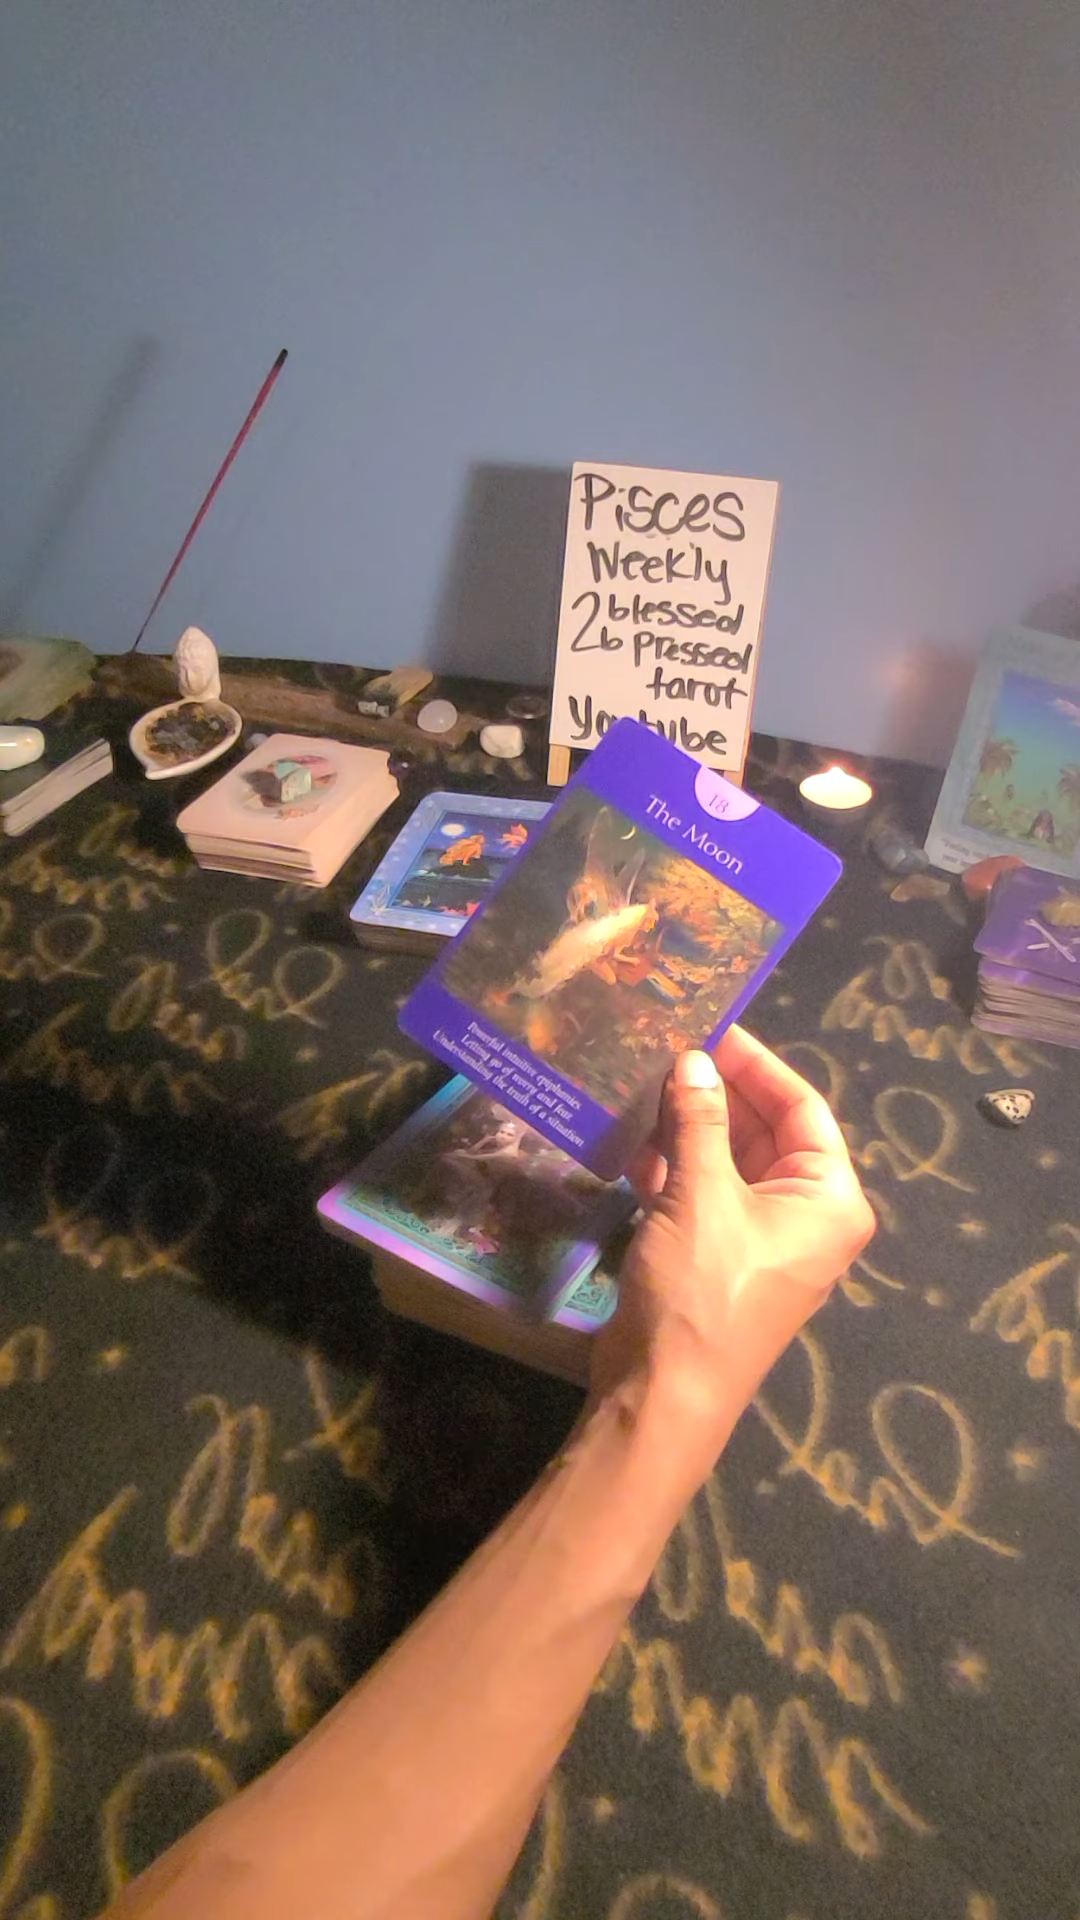 Pisces
Weekly
2 blessed
2b pressed
tarot
18
The Moon
Powerful intuitive epiphanies.
Letting go of worry and fear.
Understanding the truth of a situation